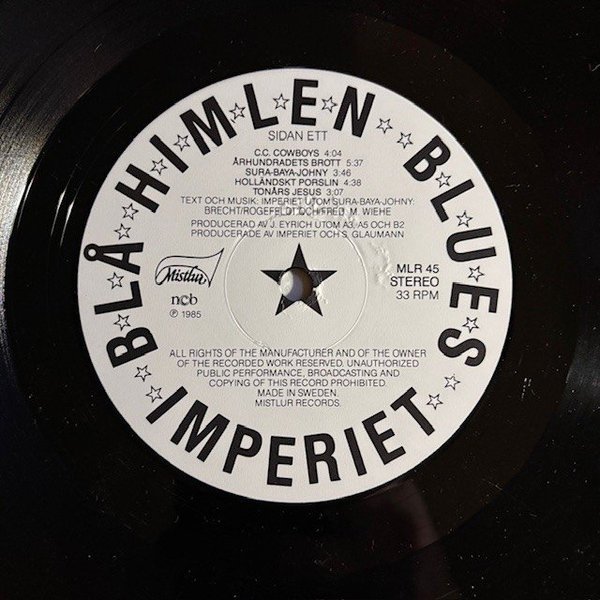 BLÅ HIMLEN BLUES
SIDAN ETT
C.C. COWBOYS 4:04
ÅRHUNDRADETS BROTT 5:37
SURA-BAYA-JOHNY 3:46
HOLLÄNDSKT PORSLIN 4:38
TONÅRS JESUS 3:07
TEXT OCH MUSIK: IMPERIET UTOM SURA-BAYA-JOHNY:
BRECHT/ROGEFELDT OCH FRED. M. WIEHE
PRODUCERAD AV J. EYRICH UTOM A3, A5 OCH B2
PRODUCERADE AV IMPERIET OCH S. GLAUMANN
Mistlur
ncb
℗ 1985
MLR 45
STEREO
33 RPM
ALL RIGHTS OF THE MANUFACTURER AND OF THE OWNER
OF THE RECORDED WORK RESERVED. UNAUTHORIZED
PUBLIC PERFORMANCE, BROADCASTING AND
COPYING OF THIS RECORD PROHIBITED.
MADE IN SWEDEN.
MISTLUR RECORDS.
IMPERIET